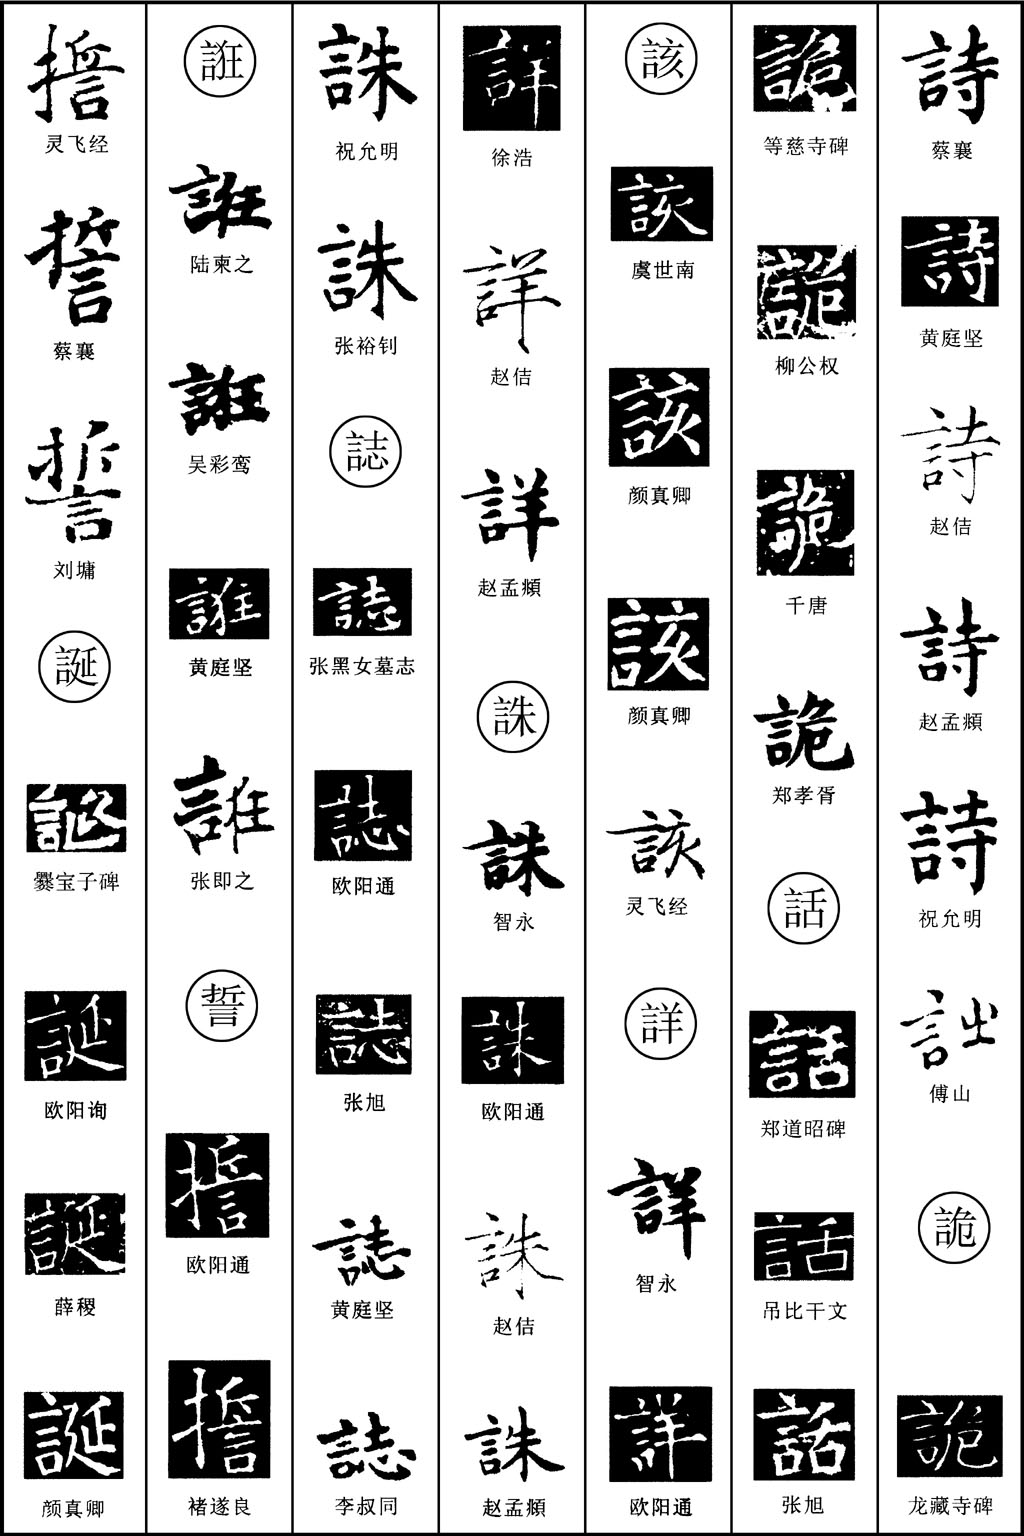 詩
蔡襄
詩
黄庭坚
詩
赵佶
詩
赵孟頫
詩
祝允明
詩
傅山
詭
詭
龙藏寺碑
詭
等慈寺碑
詭
柳公权
詭
千唐
詭
郑孝胥
話
話
郑道昭碑
話
吊比干文
話
张旭
該
該
虞世南
該
颜真卿
該
颜真卿
該
灵飞经
詳
詳
智永
詳
欧阳通
詳
徐浩
詳
赵佶
詳
赵孟頫
誅
誅
智永
誅
欧阳通
誅
赵佶
誅
赵孟頫
誅
祝允明
誅
张裕钊
誌
誌
张黑女墓志
誌
欧阳通
誌
张旭
誌
黄庭坚
誌
李叔同
誑
誑
陆柬之
誑
吴彩鸾
誑
黄庭坚
誑
张即之
誓
誓
欧阳通
誓
褚遂良
誓
灵飞经
誓
蔡襄
誓
刘墉
誕
誕
爨宝子碑
誕
欧阳询
誕
薛稷
誕
颜真卿